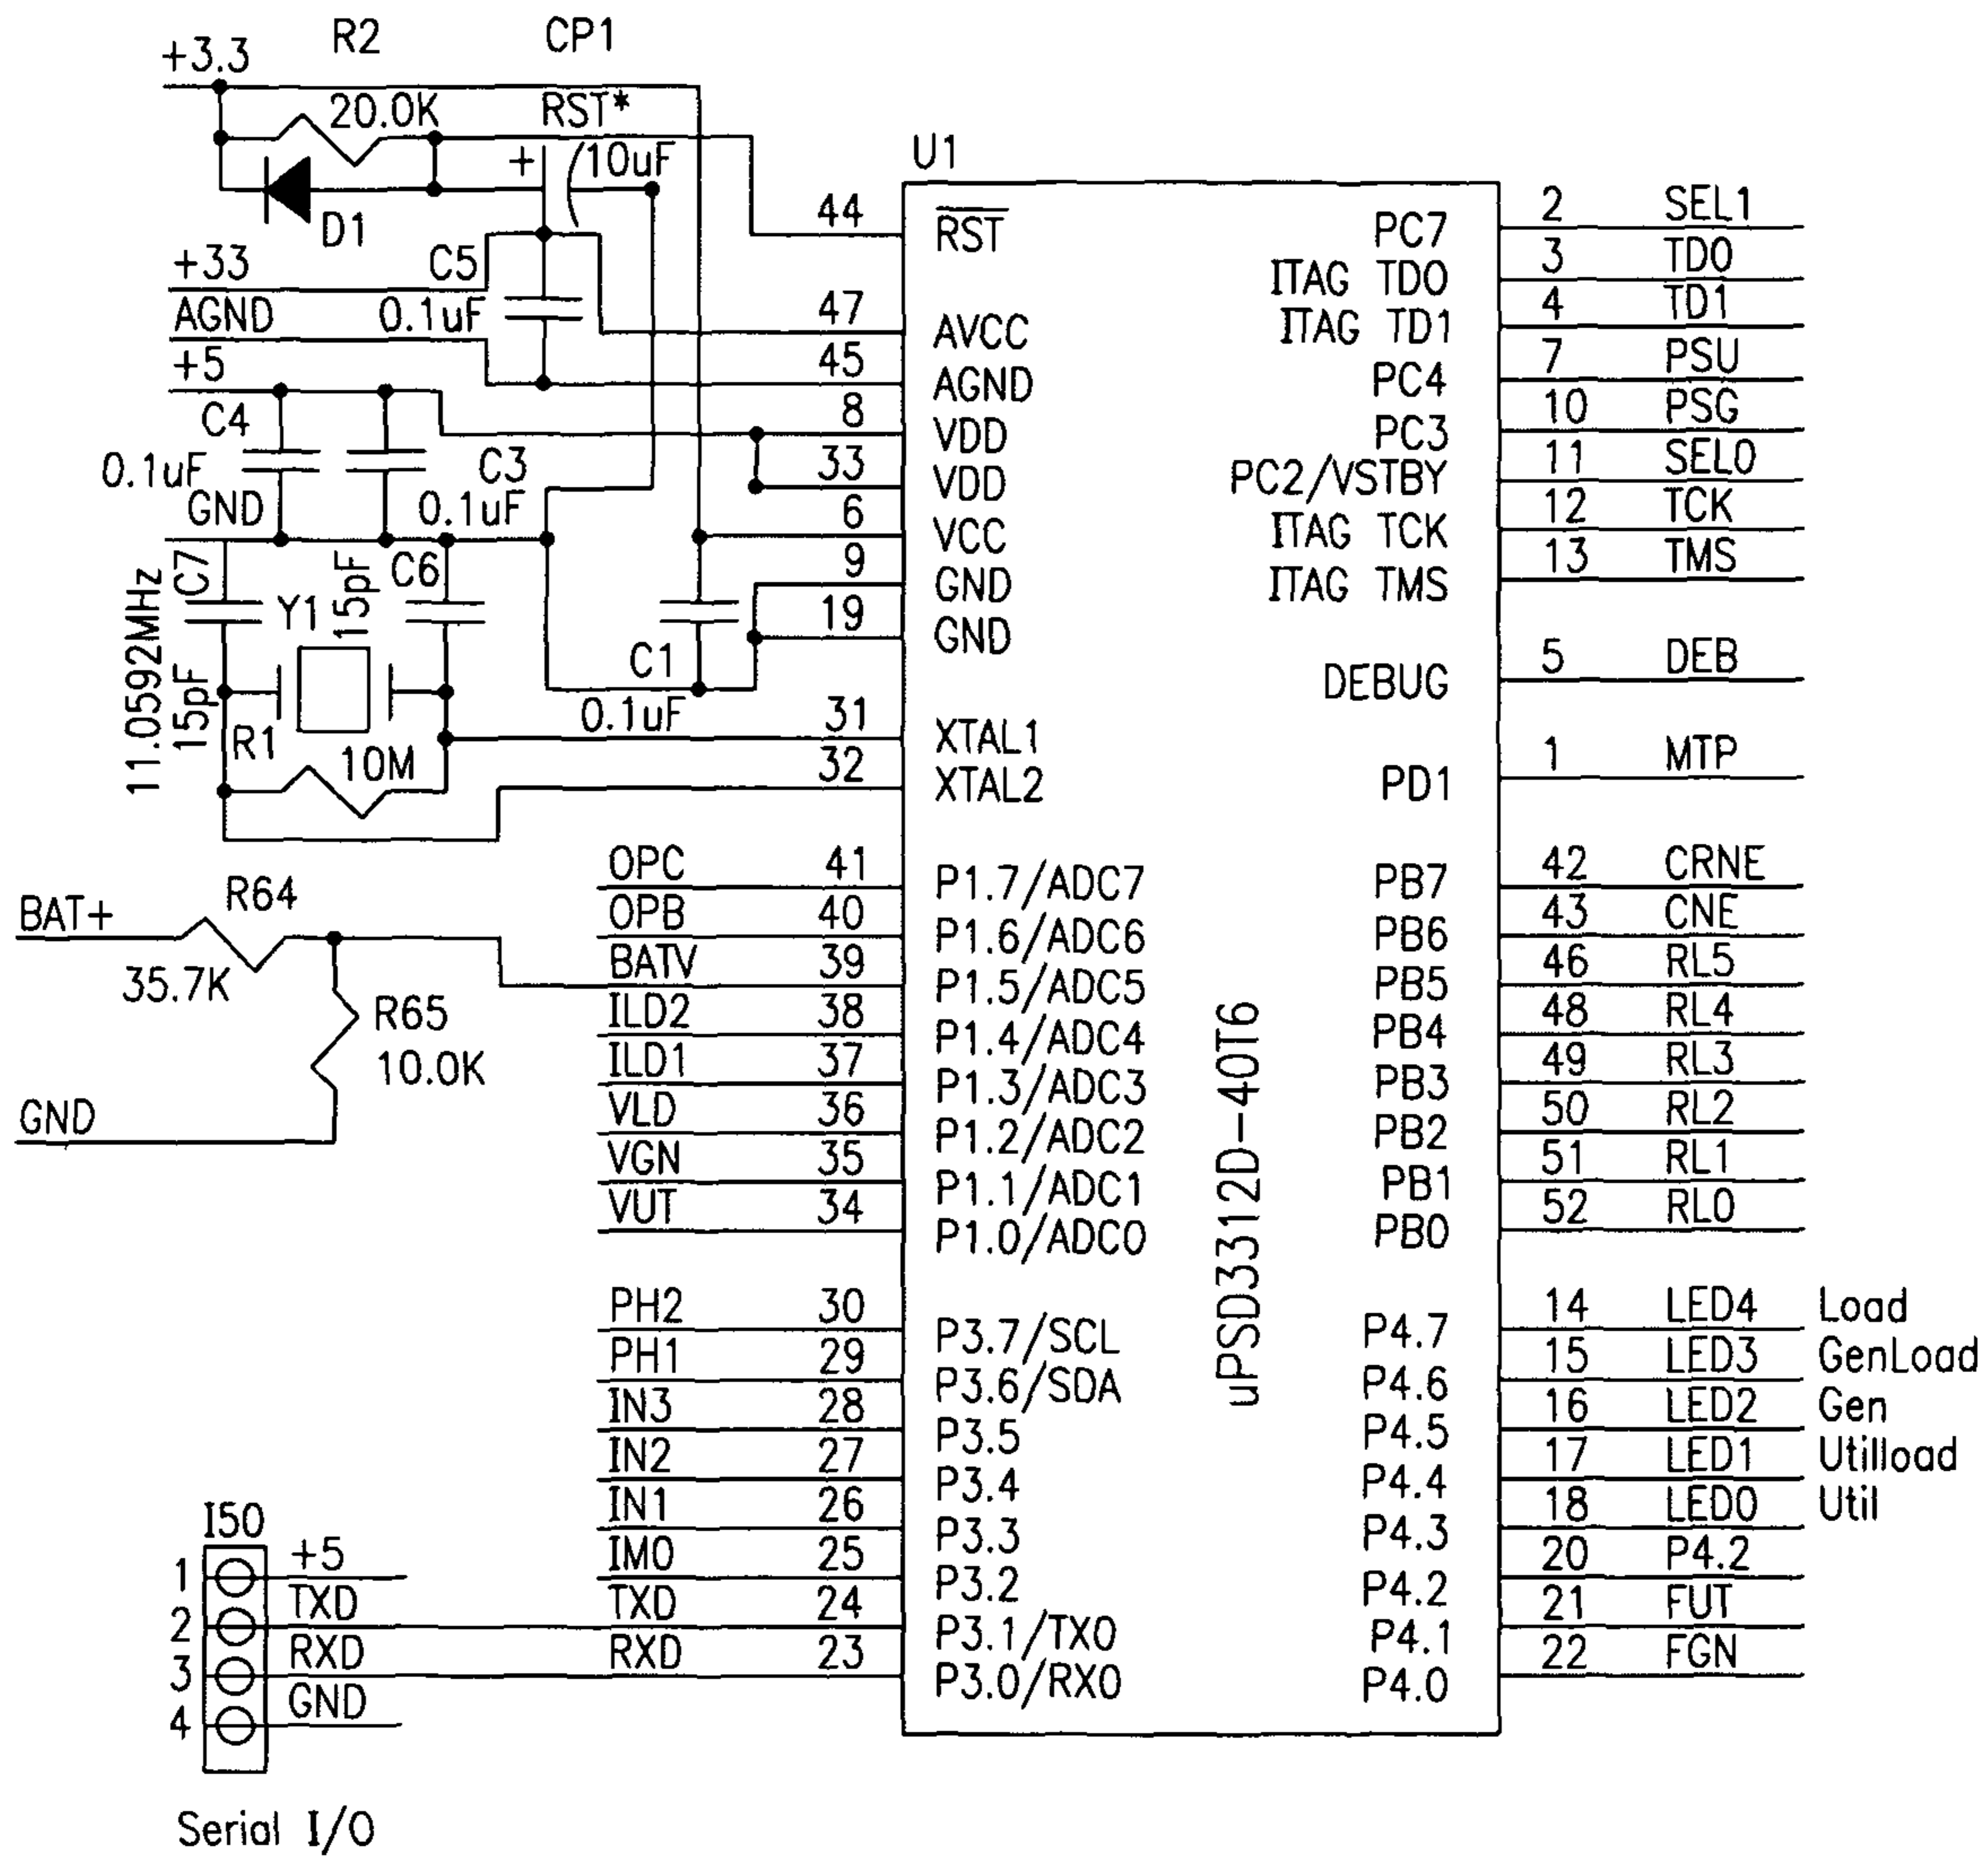 R2
CP1
+3.3
20.0K
RST*
+
10uF
D1
+33
C5
AGND
0.1uF
+5
C4
0.1uF
C3
GND
0.1uF
C7
15pF
C6
11.0592MHz
15pF
Y1
C1
R1
0.1uF
10M
BAT+
R64
35.7K
R65
10.0K
GND
U1
uPSD3312D-40T6
44 RST
47 AVCC
45 AGND
8 VDD
33 VDD
6 VCC
9 GND
19 GND
31 XTAL1
32 XTAL2
OPC 41 P1.7/ADC7
OPB 40 P1.6/ADC6
BATV 39 P1.5/ADC5
ILD2 38 P1.4/ADC4
ILD1 37 P1.3/ADC3
VLD 36 P1.2/ADC2
VGN 35 P1.1/ADC1
VUT 34 P1.0/ADC0
PH2 30 P3.7/SCL
PH1 29 P3.6/SDA
IN3 28 P3.5
IN2 27 P3.4
IN1 26 P3.3
IM0 25 P3.2
TXD 24 P3.1/TX0
RXD 23 P3.0/RX0
PC7 2 SEL1
ITAG TDO 3 TDO
ITAG TD1 4 TD1
PC4 7 PSU
PC3 10 PSG
PC2/VSTBY 11 SEL0
ITAG TCK 12 TCK
ITAG TMS 13 TMS
DEBUG 5 DEB
PD1 1 MTP
PB7 42 CRNE
PB6 43 CNE
PB5 46 RL5
PB4 48 RL4
PB3 49 RL3
PB2 50 RL2
PB1 51 RL1
PB0 52 RL0
P4.7 14 LED4 Load
P4.6 15 LED3 GenLoad
P4.5 16 LED2 Gen
P4.4 17 LED1 Utilload
P4.3 18 LED0 Util
P4.2 20 P4.2
P4.1 21 FUT
P4.0 22 FGN
I50
1 +5
2 TXD
3 RXD
4 GND
Serial I/O